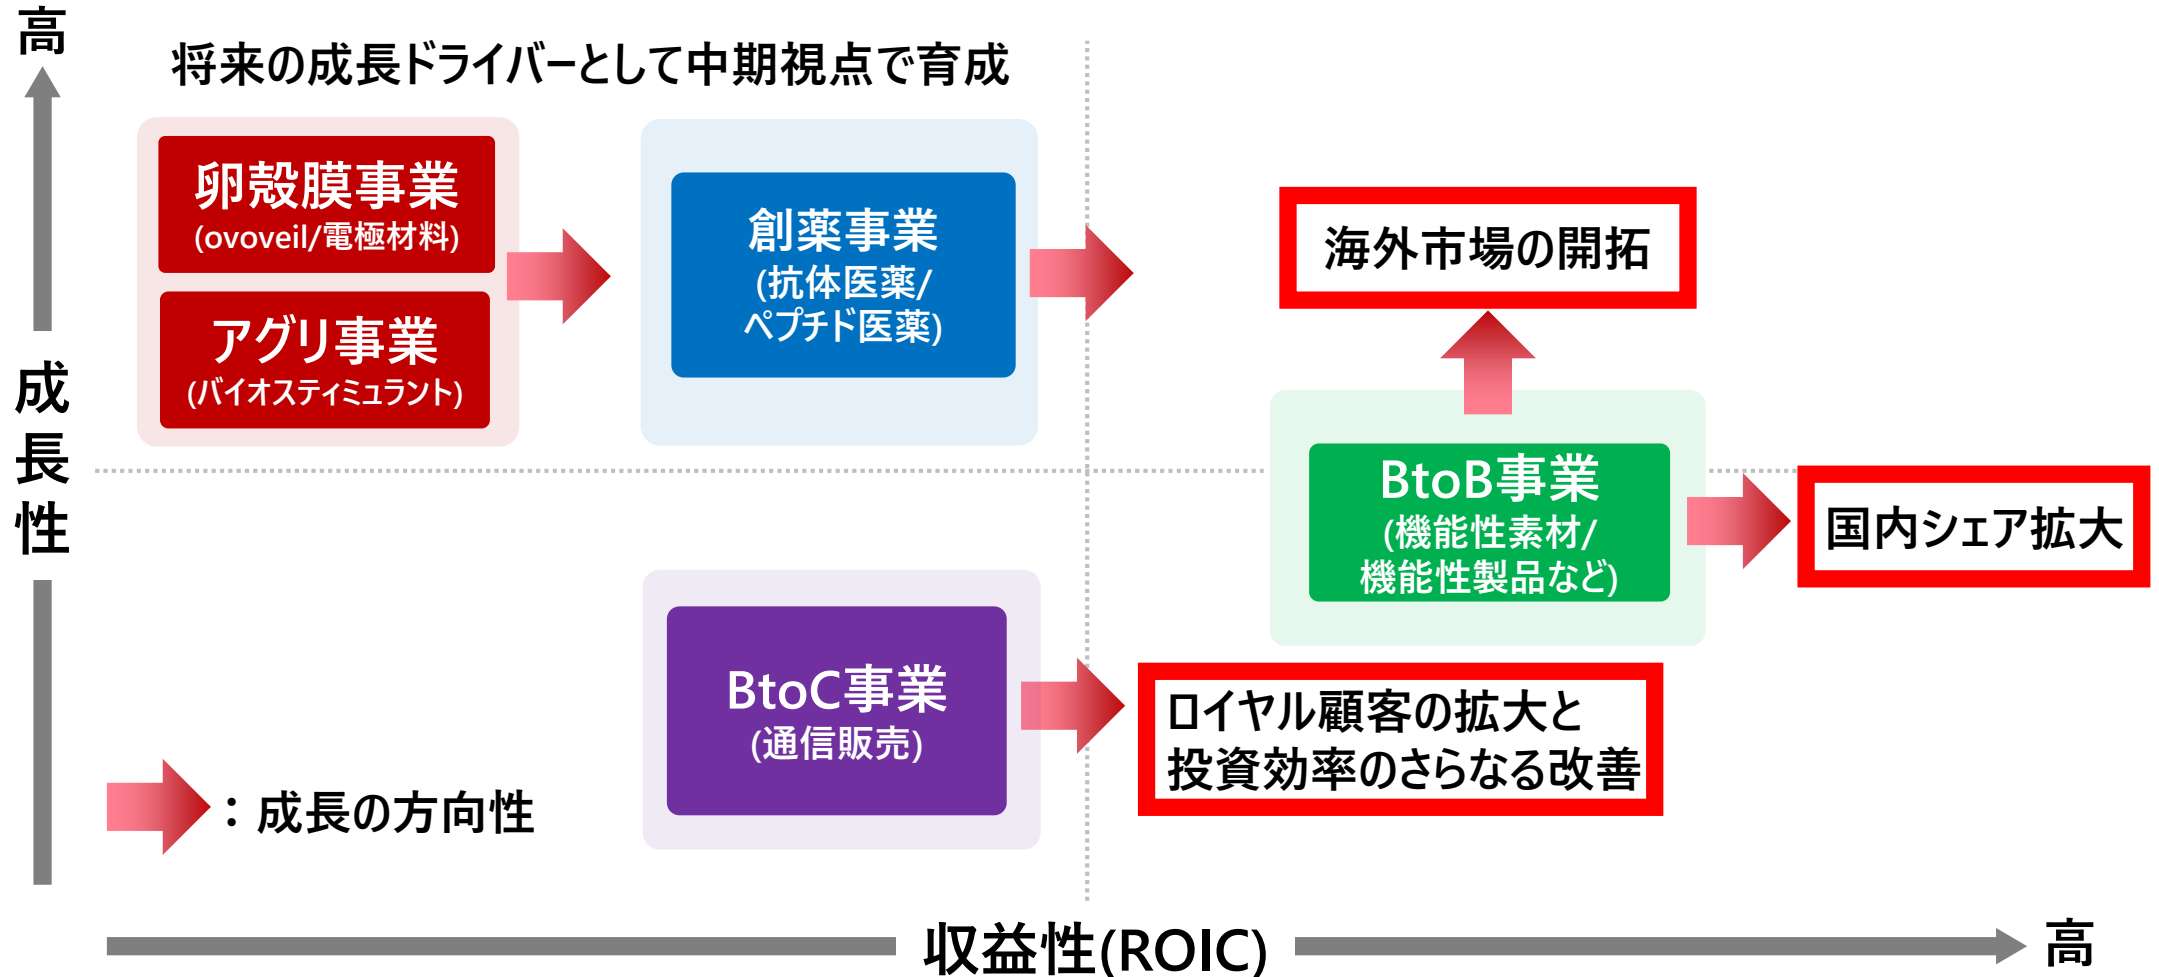 高
将来の成長ドライバーとして中期視点で育成
卵殻膜事業
(ovoveil/電極材料)
アグリ事業
(バイオスティミュラント)
創薬事業
(抗体医薬/
ペプチド医薬)
海外市場の開拓
成長性
BtoB事業
(機能性素材/
機能性製品など)
国内シェア拡大
BtoC事業
(通信販売)
ロイヤル顧客の拡大と
投資効率のさらなる改善
：成長の方向性
収益性(ROIC)
高